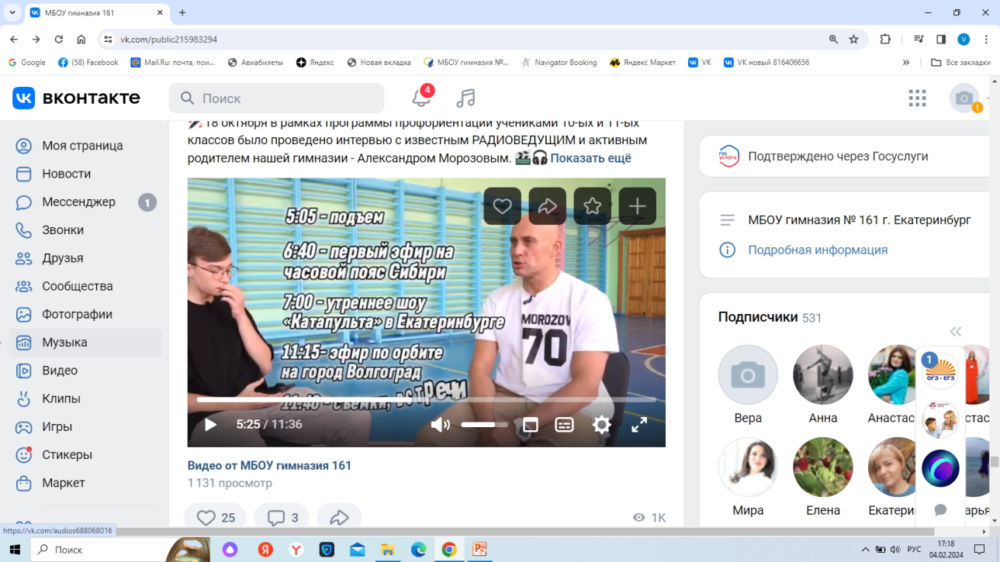 МБОУ гимназия 161
vk.com/public215983294
Google
(58) Facebook
Mail.Ru: почта, пои...
Авиабилеты
Яндекс
Новая вкладка
МБОУ гимназия №...
Navigator Booking
Яндекс Маркет
VK
VK новый 816406656
Все закладки
вконтакте
Поиск
4
Моя страница
Новости
Мессенджер 1
Звонки
Друзья
Сообщества
Фотографии
Музыка
Видео
Клипы
Игры
Стикеры
Маркет
18 октября в рамках программы профориентации учениками 10-ых и 11-ых
классов было проведено интервью с известным РАДИОВЕДУЩИМ и активным
родителем нашей гимназии - Александром Морозовым. Показать ещё
5:05 - подъем
6:40 - первый эфир на
часовой пояс Сибири
7:00 - утреннее шоу
«Катапульта» в Екатеринбурге
11:15- эфир по орбите
на город Волгоград
11:40 - съемки, встречи
MOROZOV
70
5:25 / 11:36
Видео от МБОУ гимназия 161
1 131 просмотр
25
3
1K
госуслуги
Подтверждено через Госуслуги
МБОУ гимназия № 161 г. Екатеринбург
Подробная информация
Подписчики 531
1
ОГЭ - ЕГЭ
Вера
Анна
Анастас
стас
Мира
Елена
Екатери
арья
https://vk.com/audios688068016
Поиск
РУС
17:18
04.02.2024